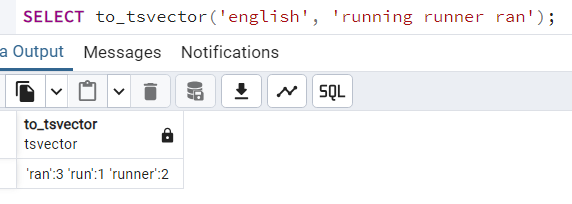 SELECT to_tsvector('english', 'running runner ran');
a Output Messages Notifications
SQL
to_tsvector
tsvector
'ran':3 'run':1 'runner':2